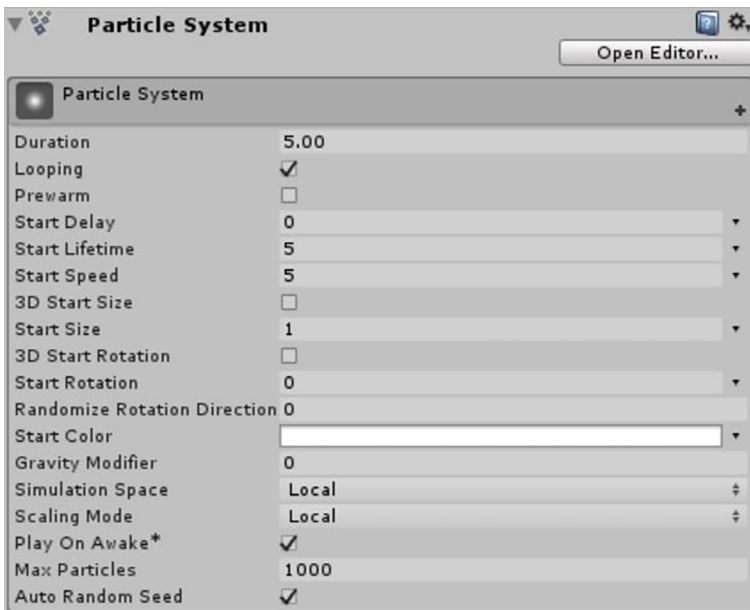 Particle System
Open Editor...
Particle System
Duration 5.00
Looping
Prewarm
Start Delay 0
Start Lifetime 5
Start Speed 5
3D Start Size
Start Size 1
3D Start Rotation
Start Rotation 0
Randomize Rotation Direction 0
Start Color
Gravity Modifier 0
Simulation Space Local
Scaling Mode Local
Play On Awake*
Max Particles 1000
Auto Random Seed